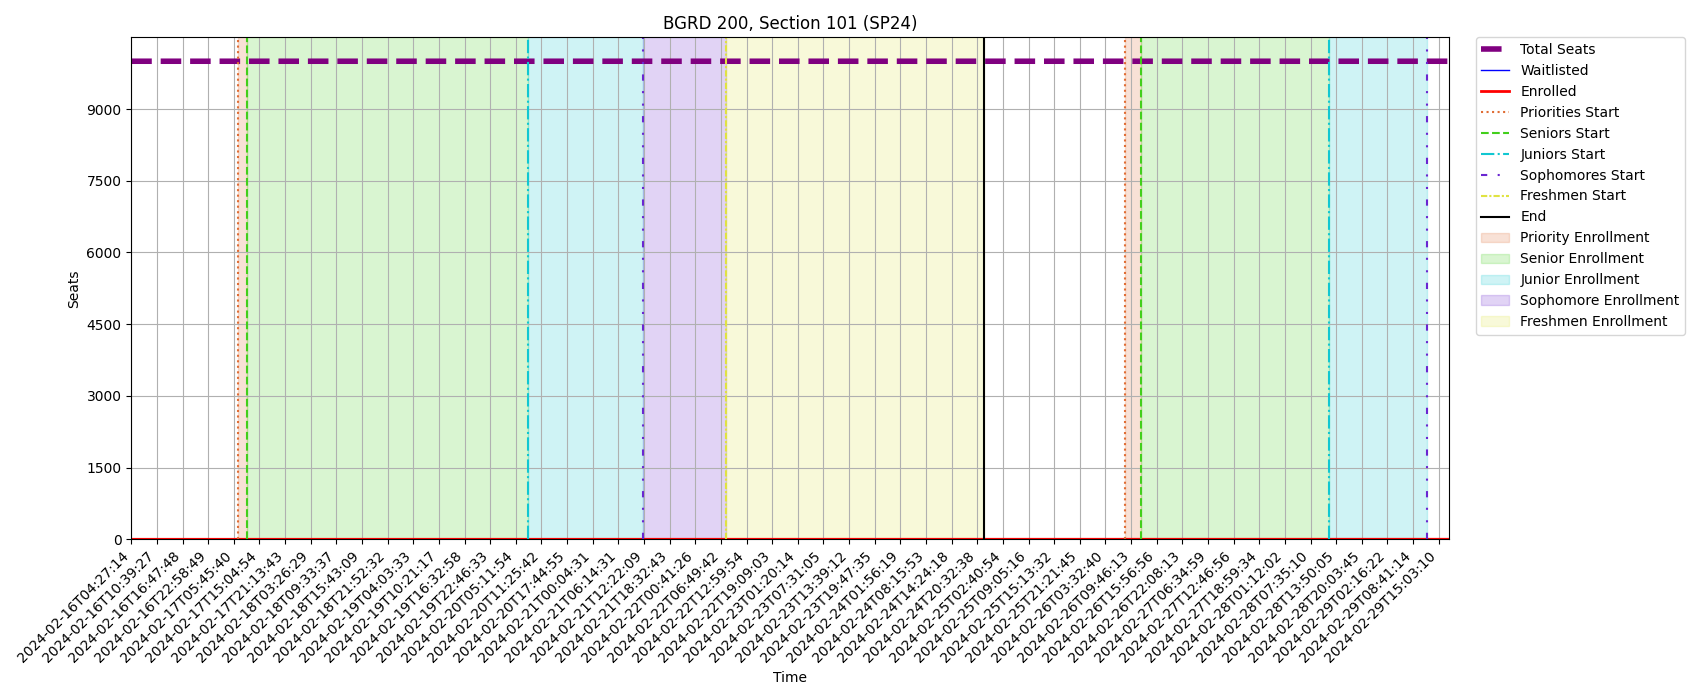 BGRD 200, Section 101 (SP24)
Seats
9000
7500
6000
4500
3000
1500
0
2024-02-16T04:27:14
2024-02-16T10:39:27
2024-02-16T16:47:48
2024-02-16T22:58:49
2024-02-17T05:45:40
2024-02-17T15:04:54
2024-02-17T21:13:43
2024-02-18T03:26:29
2024-02-18T09:33:37
2024-02-18T15:43:09
2024-02-18T21:52:32
2024-02-19T04:03:33
2024-02-19T10:21:17
2024-02-19T16:32:58
2024-02-19T22:46:33
2024-02-20T05:11:54
2024-02-20T11:25:42
2024-02-20T17:44:55
2024-02-21T00:04:31
2024-02-21T06:14:31
2024-02-21T12:22:09
2024-02-21T18:32:43
2024-02-22T00:41:26
2024-02-22T06:49:42
2024-02-22T12:59:54
2024-02-22T19:09:03
2024-02-23T01:20:14
2024-02-23T07:31:05
2024-02-23T13:39:12
2024-02-23T19:47:35
2024-02-24T01:56:19
2024-02-24T08:15:53
2024-02-24T14:24:18
2024-02-24T20:32:38
2024-02-25T02:40:54
2024-02-25T09:05:16
2024-02-25T15:13:32
2024-02-25T21:21:45
2024-02-26T03:32:40
2024-02-26T09:46:13
2024-02-26T15:56:56
2024-02-26T22:08:13
2024-02-27T06:34:59
2024-02-27T12:46:56
2024-02-27T18:59:34
2024-02-28T01:12:02
2024-02-28T07:35:10
2024-02-28T13:50:05
2024-02-28T20:03:45
2024-02-29T02:16:22
2024-02-29T08:41:14
2024-02-29T15:03:10
Time
Total Seats
Waitlisted
Enrolled
Priorities Start
Seniors Start
Juniors Start
Sophomores Start
Freshmen Start
End
Priority Enrollment
Senior Enrollment
Junior Enrollment
Sophomore Enrollment
Freshmen Enrollment